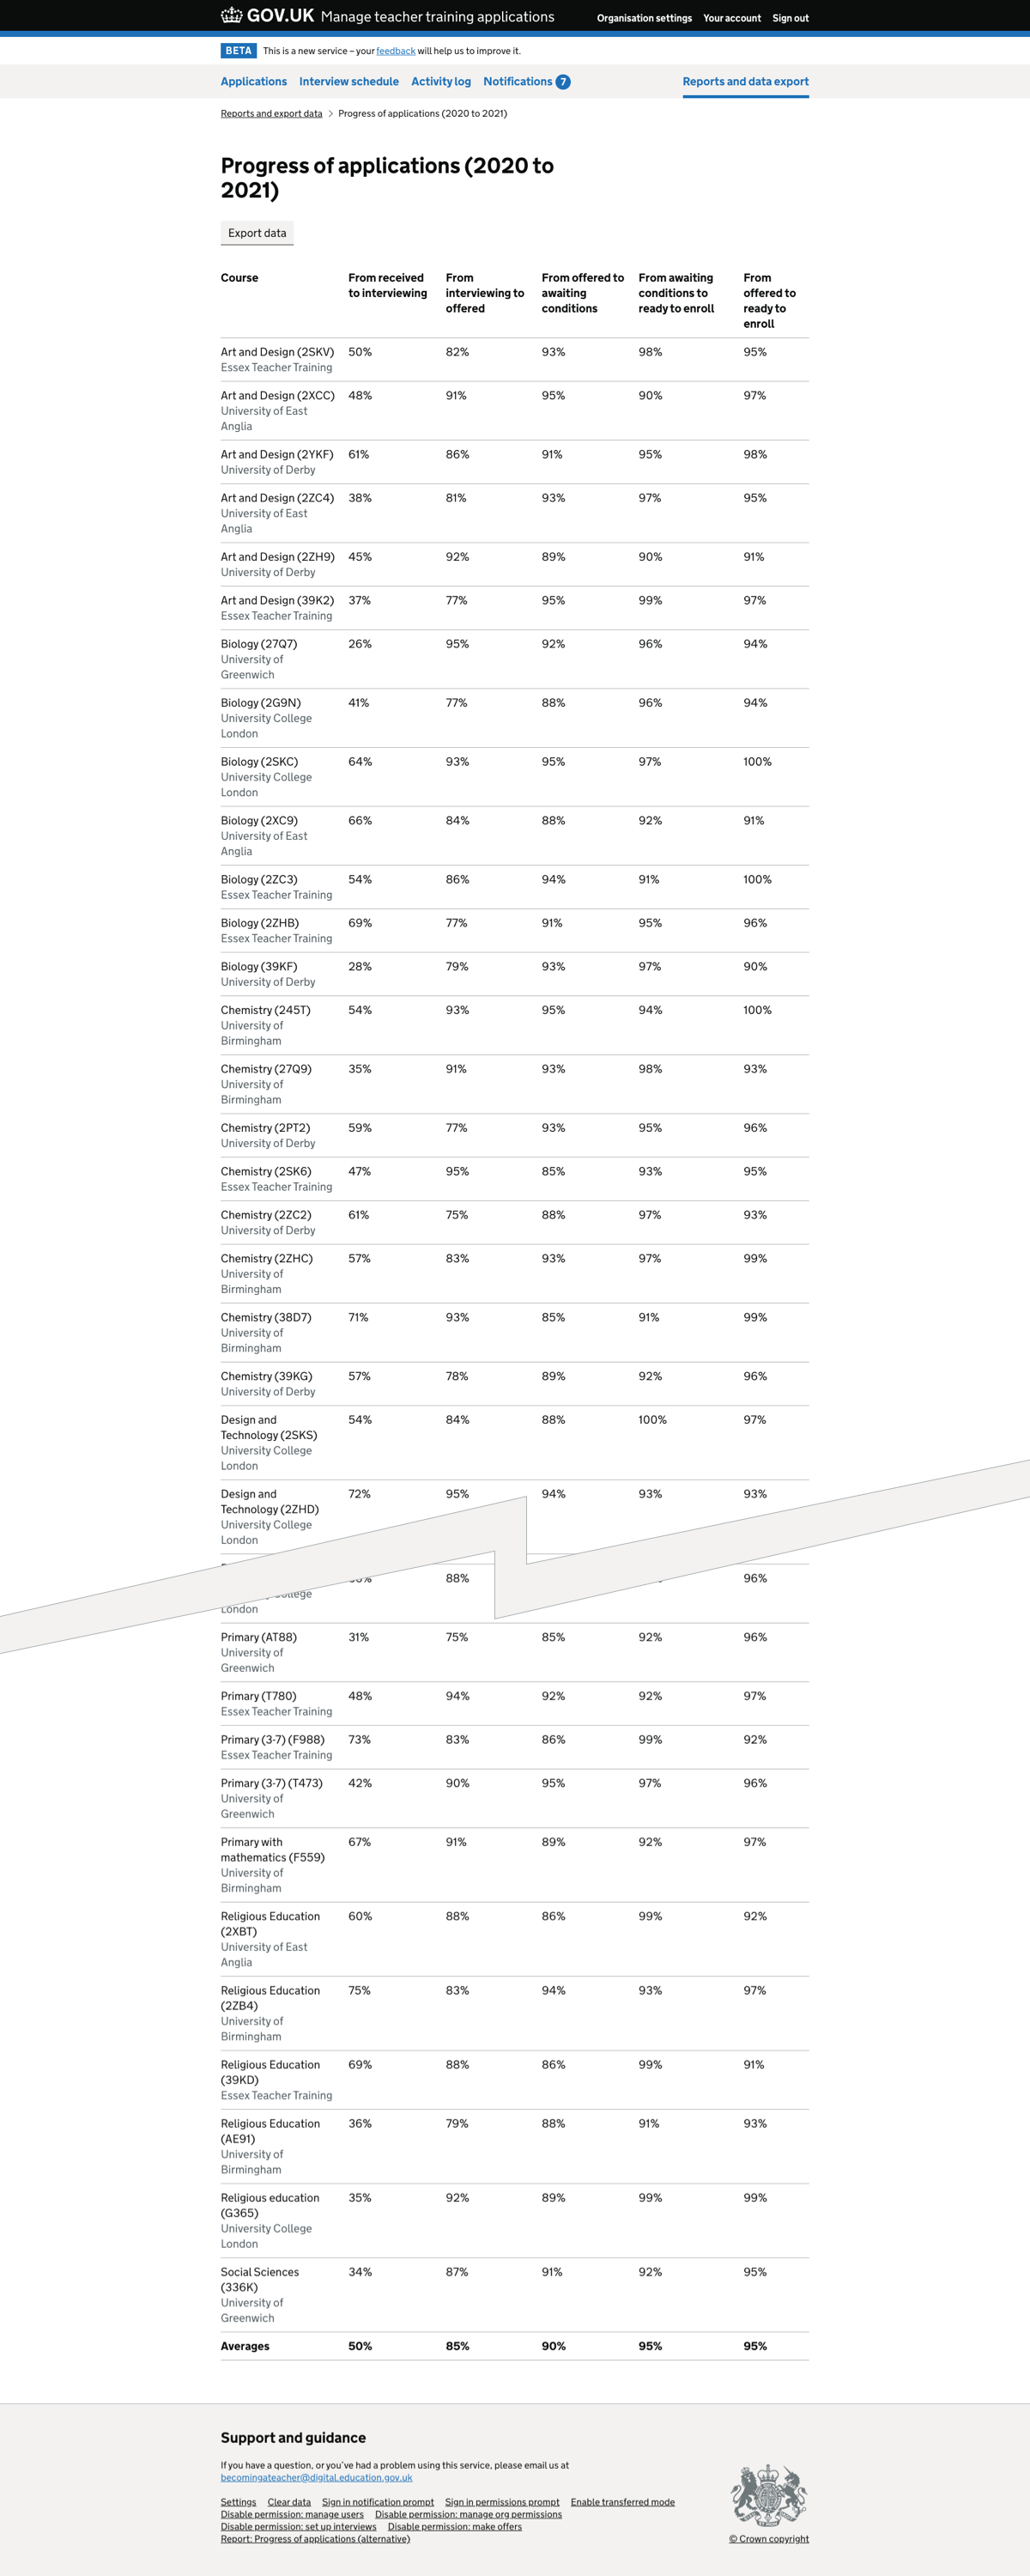 GOV.UK Manage teacher training applications Organisation settings Your account Sign out
BETA This is a new service – your feedback will help us to improve it.
Applications Interview schedule Activity log Notifications 7 Reports and data export
Reports and export data > Progress of applications (2020 to 2021)
Progress of applications (2020 to
2021)
Export data
Course From received From From offered to From awaiting From
to interviewing interviewing to awaiting conditions to offered to
offered conditions ready to enroll ready to
enroll
Art and Design (2SKV) 50% 82% 93% 98% 95%
Essex Teacher Training
Art and Design (2XCC) 48% 91% 95% 90% 97%
University of East
Anglia
Art and Design (2YKF) 61% 86% 91% 95% 98%
University of Derby
Art and Design (2ZC4) 38% 81% 93% 97% 95%
University of East
Anglia
Art and Design (2ZH9) 45% 92% 89% 90% 91%
University of Derby
Art and Design (39K2) 37% 77% 95% 99% 97%
Essex Teacher Training
Biology (27Q7) 26% 95% 92% 96% 94%
University of
Greenwich
Biology (2G9N) 41% 77% 88% 96% 94%
University College
London
Biology (2SKC) 64% 93% 95% 97% 100%
University College
London
Biology (2XC9) 66% 84% 88% 92% 91%
University of East
Anglia
Biology (2ZC3) 54% 86% 94% 91% 100%
Essex Teacher Training
Biology (2ZHB) 69% 77% 91% 95% 96%
Essex Teacher Training
Biology (39KF) 28% 79% 93% 97% 90%
University of Derby
Chemistry (245T) 54% 93% 95% 94% 100%
University of
Birmingham
Chemistry (27Q9) 35% 91% 93% 98% 93%
University of
Birmingham
Chemistry (2PT2) 59% 77% 93% 95% 96%
University of Derby
Chemistry (2SK6) 47% 95% 85% 93% 95%
Essex Teacher Training
Chemistry (2ZC2) 61% 75% 88% 97% 93%
University of Derby
Chemistry (2ZHC) 57% 83% 93% 97% 99%
University of
Birmingham
Chemistry (38D7) 71% 93% 85% 91% 99%
University of
Birmingham
Chemistry (39KG) 57% 78% 89% 92% 96%
University of Derby
Design and 54% 84% 88% 100% 97%
Technology (2SKS)
University College
London
Design and 72% 95% 94% 93% 93%
Technology (2ZHD)
University College
London
88% 96%
London
Primary (AT88) 31% 75% 85% 92% 96%
University of
Greenwich
Primary (T780) 48% 94% 92% 92% 97%
Essex Teacher Training
Primary (3-7) (F988) 73% 83% 86% 99% 92%
Essex Teacher Training
Primary (3-7) (T473) 42% 90% 95% 97% 96%
University of
Greenwich
Primary with 67% 91% 89% 92% 97%
mathematics (F559)
University of
Birmingham
Religious Education 60% 88% 86% 99% 92%
(2XBT)
University of East
Anglia
Religious Education 75% 83% 94% 93% 97%
(2ZB4)
University of
Birmingham
Religious Education 69% 88% 86% 99% 91%
(39KD)
Essex Teacher Training
Religious Education 36% 79% 88% 91% 93%
(AE91)
University of
Birmingham
Religious education 35% 92% 89% 99% 99%
(G365)
University College
London
Social Sciences 34% 87% 91% 92% 95%
(336K)
University of
Greenwich
Averages 50% 85% 90% 95% 95%
Support and guidance
If you have a question, or you've had a problem using this service, please email us at
becomingateacher@digital.education.gov.uk
Settings Clear data Sign in notification prompt Sign in permissions prompt Enable transferred mode
Disable permission: manage users Disable permission: manage org permissions
Disable permission: set up interviews Disable permission: make offers
Report: Progress of applications (alternative) © Crown copyright